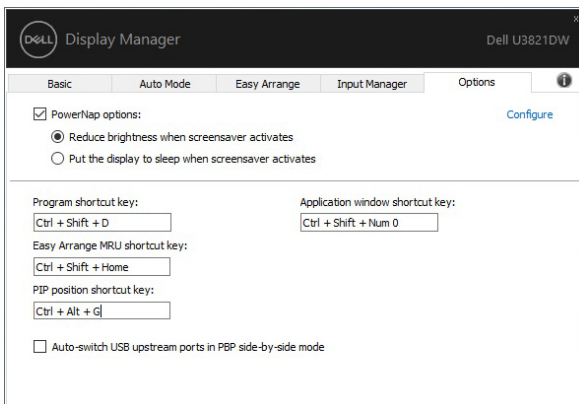 DELL Display Manager
Dell U3821DW
Basic Auto Mode Easy Arrange Input Manager Options
PowerNap options:
Configure
Reduce brightness when screensaver activates
Put the display to sleep when screensaver activates
Program shortcut key:
Application window shortcut key:
Ctrl + Shift + D
Ctrl + Shift + Num 0
Easy Arrange MRU shortcut key:
Ctrl + Shift + Home
PIP position shortcut key:
Ctrl + Alt + G
Auto-switch USB upstream ports in PBP side-by-side mode